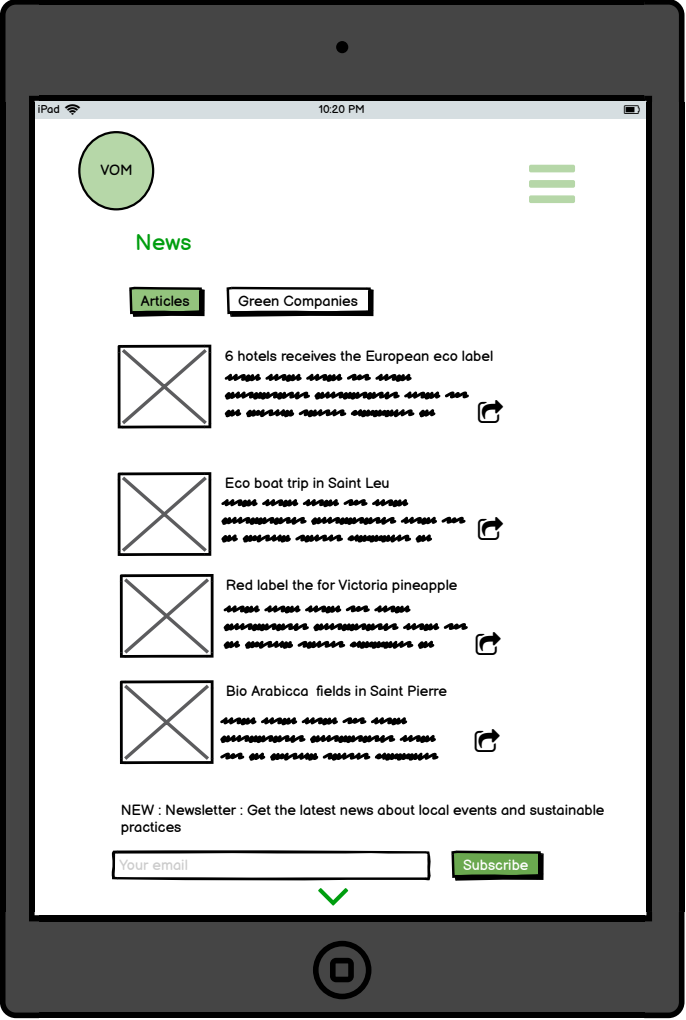 iPad
10:20 PM
VOM
News
Articles
Green Companies
6 hotels receives the European eco label
Eco boat trip in Saint Leu
Red label the for Victoria pineapple
Bio Arabicca  fields in Saint Pierre
NEW : Newsletter : Get the latest news about local events and sustainable
practices
Your email
Subscribe